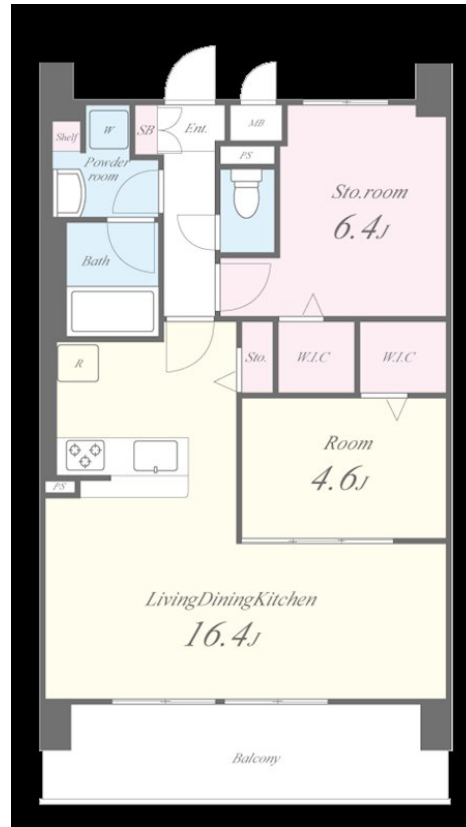 Shelf
W
SB
Ent.
MB
Powder
room
PS
Sto.room
6.4J
Bath
R
Sto.
W.I.C
W.I.C
Room
4.6J
PS
LivingDiningKitchen
16.4J
Balcony